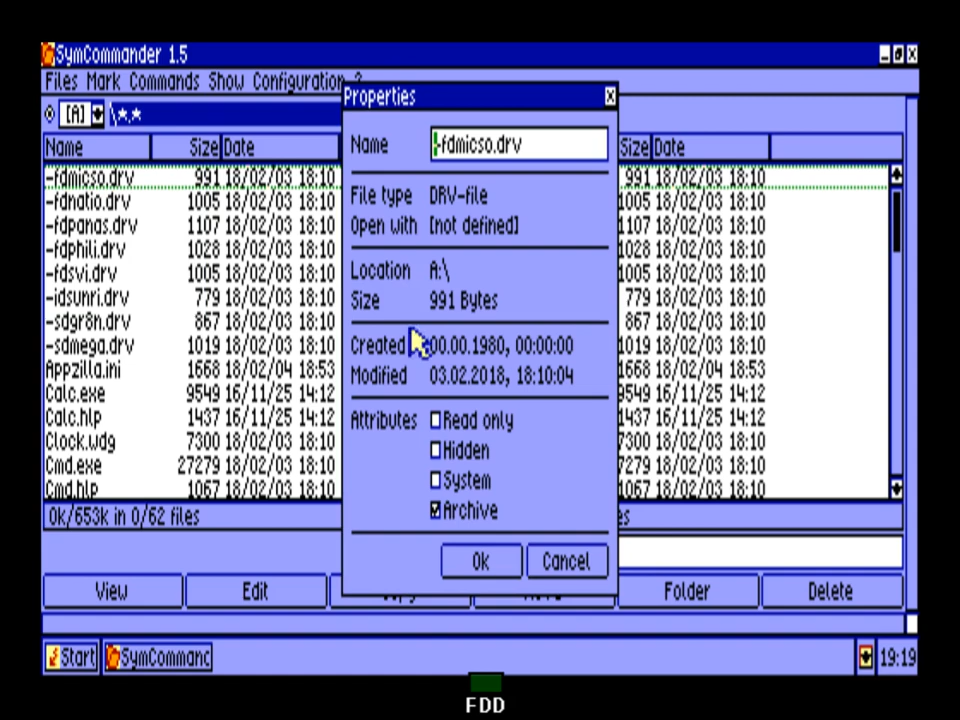 SymCommander 1.5
Files Mark Commands Show Configuration ?
[A] \*.*
Name Size Date Size Date
-fdmicso.drv 991 18/02/03 18:10 991 18/02/03 18:10
-fdnatio.drv 1005 18/02/03 18:10 1005 18/02/03 18:10
-fdpanas.drv 1107 18/02/03 18:10 1107 18/02/03 18:10
-fdphili.drv 1028 18/02/03 18:10 1028 18/02/03 18:10
-fdsvi.drv 1005 18/02/03 18:10 1005 18/02/03 18:10
-idsunri.drv 779 18/02/03 18:10 779 18/02/03 18:10
-sdgr8n.drv 867 18/02/03 18:10 867 18/02/03 18:10
-sdmega.drv 1019 18/02/03 18:10 1019 18/02/03 18:10
Appzilla.ini 1668 18/02/04 18:53 1668 18/02/04 18:53
Calc.exe 9549 16/11/25 14:12 9549 16/11/25 14:12
Calc.hlp 1437 16/11/25 14:12 1437 16/11/25 14:12
Clock.wdg 7300 18/02/03 18:10 7300 18/02/03 18:10
Cmd.exe 27279 18/02/03 18:10 7279 18/02/03 18:10
Cmd.hlp 1067 18/02/03 18:10 1067 18/02/03 18:10
0k/653k in 0/62 files
View Edit Folder Delete
Properties
Name -fdmicso.drv
File type DRV-file
Open with [not defined]
Location A:\
Size 991 Bytes
Created 00.00.1980, 00:00:00
Modified 03.02.2018, 18:10:04
Attributes Read only
Hidden
System
Archive
Ok Cancel
Start SymCommand 19:19
FDD